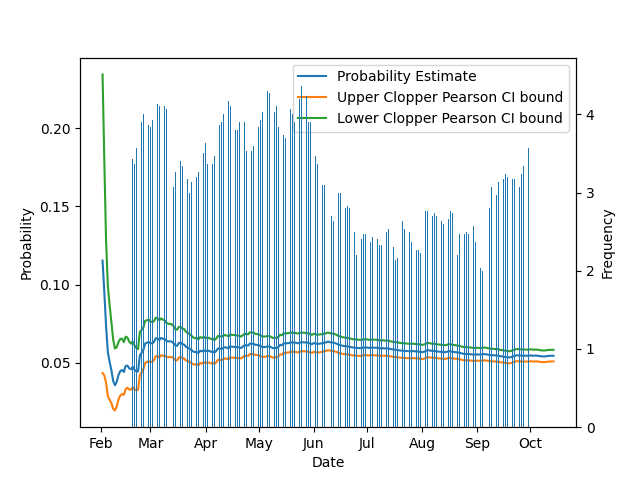 Probability Estimate
Upper Clopper Pearson CI bound
Lower Clopper Pearson CI bound
0.20
0.15
0.10
0.05
Probability
4
3
2
1
0
Frequency
Feb Mar Apr May Jun Jul Aug Sep Oct
Date